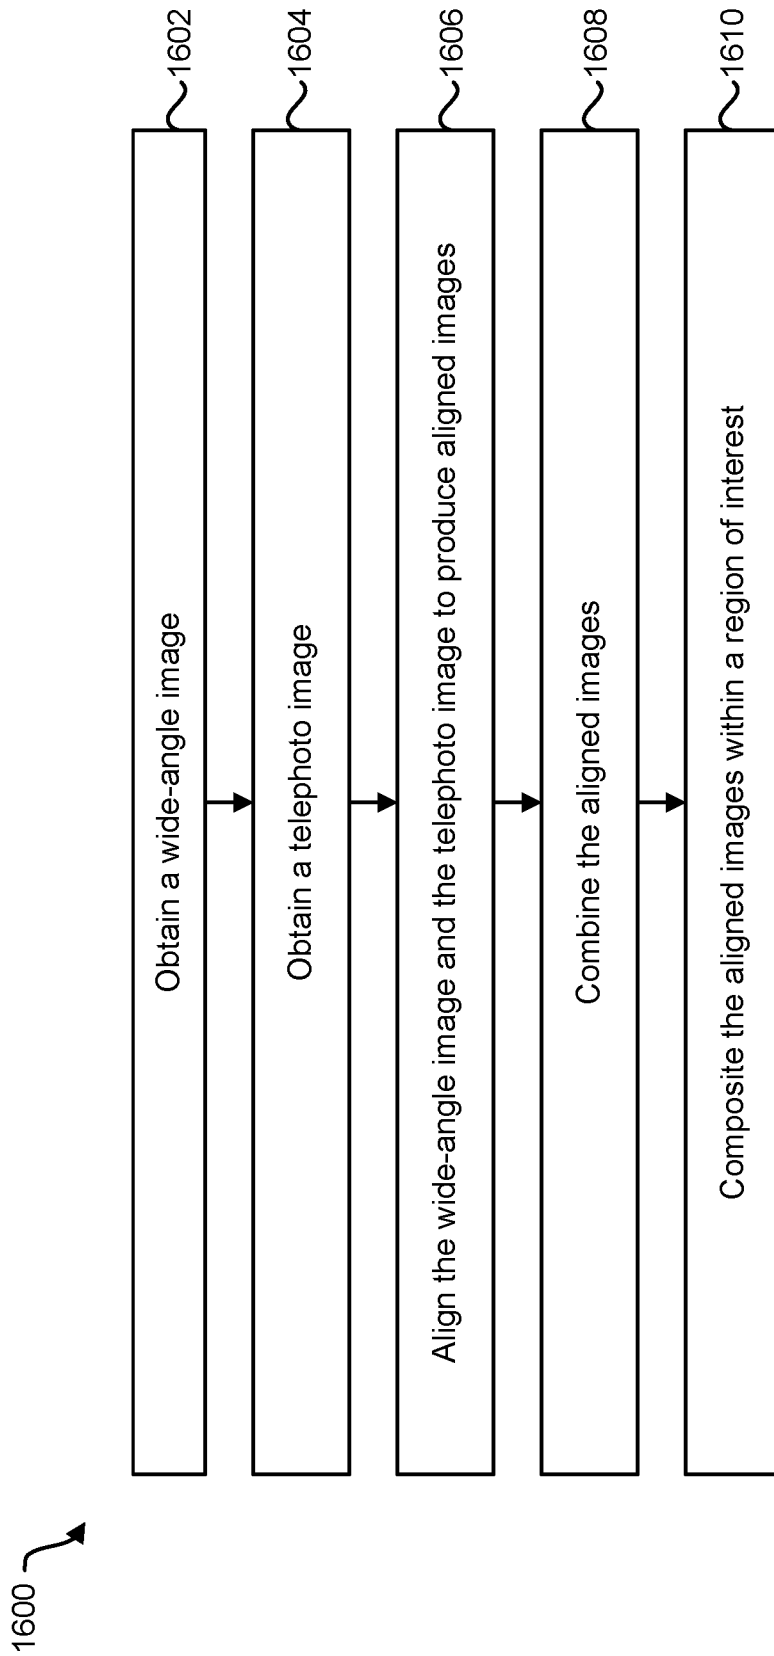 1600
Obtain a wide-angle image
1602
Obtain a telephoto image
1604
Align the wide-angle image and the telephoto image to produce aligned images
1606
Combine the aligned images
1608
Composite the aligned images within a region of interest
1610